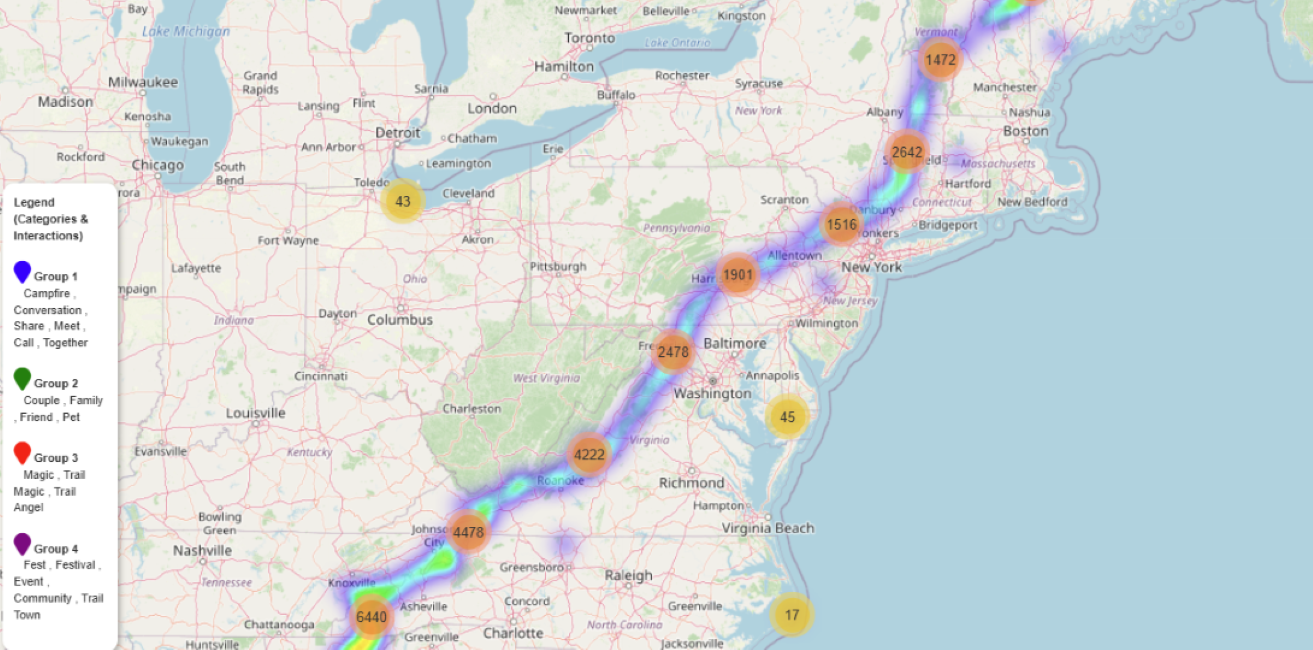 Bay
Newmarket
Belleville
Kingston
Vermont
Lake Michigan
Toronto
Lake Ontario
1472
Hamilton
Rochester
Syracuse
Manchester
Milwaukee
Grand
Rapids
Sarnia
Buffalo
Madison
Lansing
Flint
London
New York
Albany
Nashua
Kenosha
Boston
Detroit
Chatham
Waukegan
Ann Arbor
Erie
2642
Rockford
Chicago
South
Bend
Leamington
Massachusetts
Toledo
Cleveland
Hartford
43
Scranton
Connecticut
New Bedford
Legend
(Categories &
Interactions)
1516
Bridgeport
Fort Wayne
Akron
Pennsylvania
Allentown
Lafayette
Pittsburgh
1901
New York
Group 1
Campfire ,
Conversation ,
Share , Meet ,
Call , Together
Ohio
New Jersey
Indiana
Dayton
Columbus
Wilmington
2478
Baltimore
Cincinnati
West Virginia
Annapolis
Washington
Group 2
Couple , Family
, Friend , Pet
Louisville
Charleston
45
Virginia
Evansville
Kentucky
4222
Group 3
Magic , Trail
Magic , Trail
Angel
Roanoke
Richmond
Hampton
Bowling
Green
Johnso
City
4478
Virginia Beach
Nashville
Group 4
Fest , Festival ,
Event ,
Community , Trail
Town
Greensboro
Raleigh
Tennessee
Knoxville
Asheville
Concord
Greenville
6440
17
Chattanooga
Charlotte
North Carolina
Greenville
Huntsville
Jacksonville